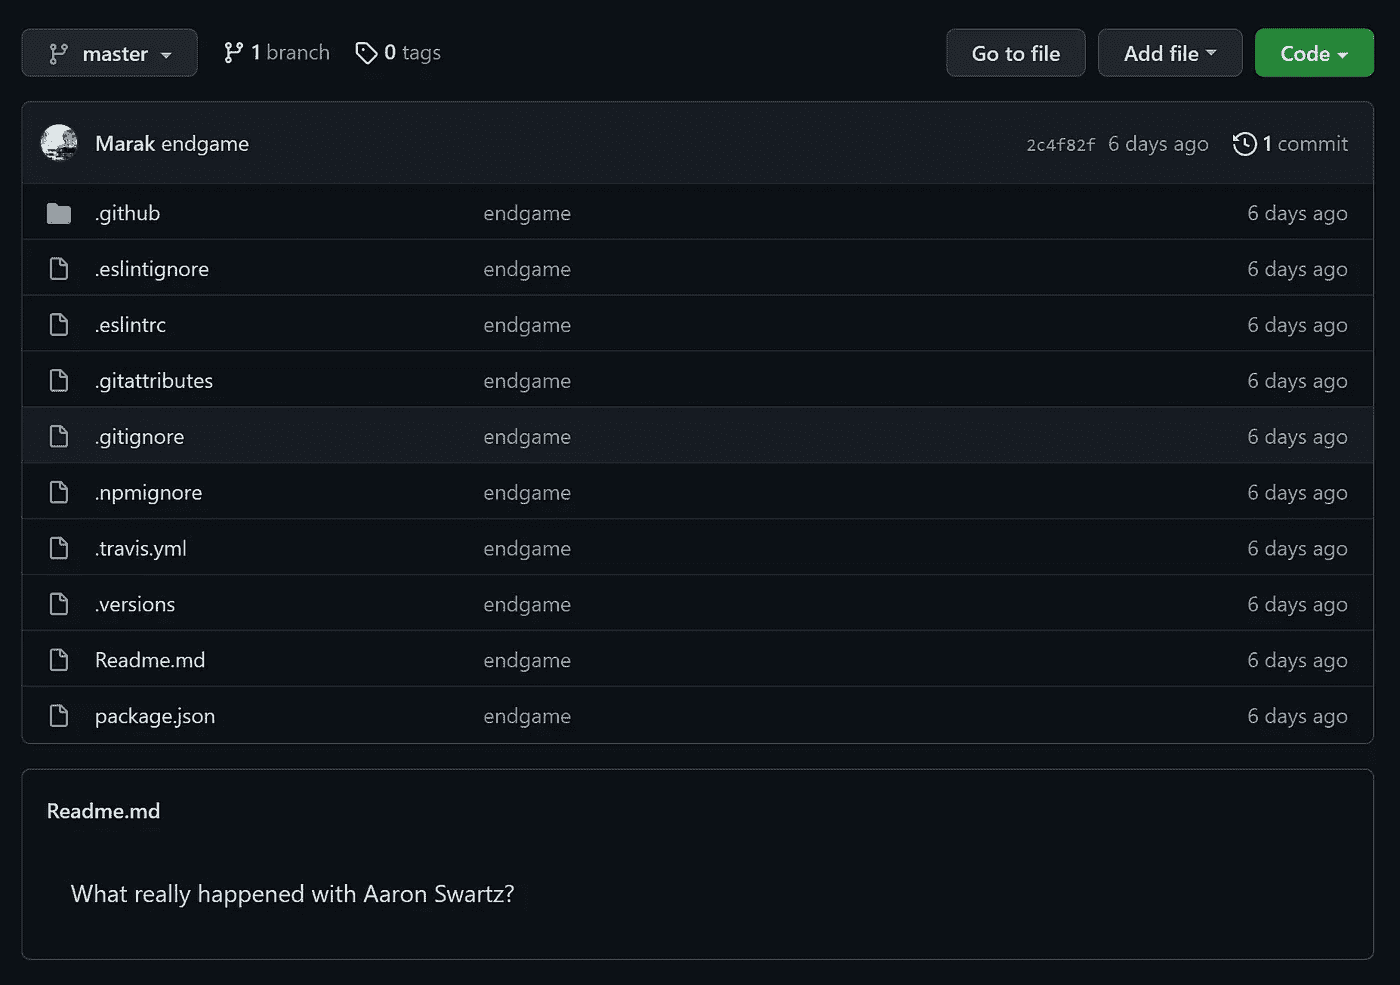 master 1 branch 0 tags Go to file Add file Code
Marak endgame 2c4f82f 6 days ago 1 commit
.github endgame 6 days ago
.eslintignore endgame 6 days ago
.eslintrc endgame 6 days ago
.gitattributes endgame 6 days ago
.gitignore endgame 6 days ago
.npmignore endgame 6 days ago
.travis.yml endgame 6 days ago
.versions endgame 6 days ago
Readme.md endgame 6 days ago
package.json endgame 6 days ago
Readme.md
What really happened with Aaron Swartz?